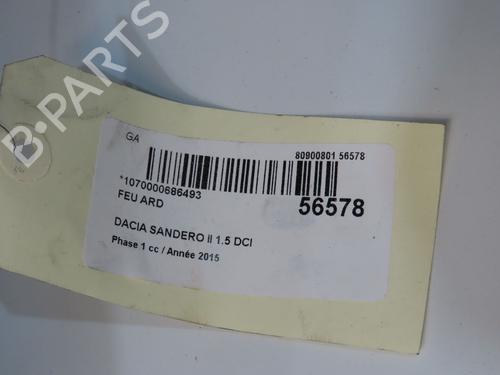 B-PARTS
GA
80900801 56578
*1070000686493
FEU ARD
56578
DACIA SANDERO II 1.5 DCI
Phase 1 cc / Année 2015